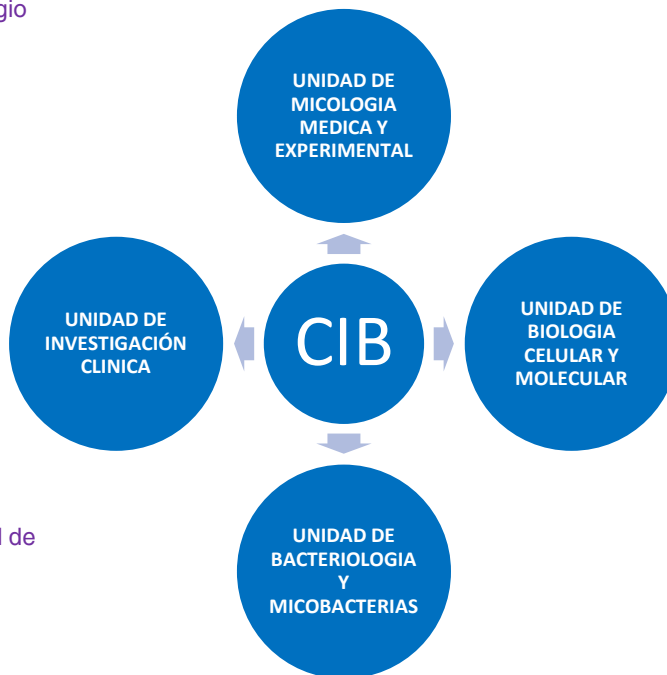 gio
UNIDAD DE
MICOLOGIA
MEDICA Y
EXPERIMENTAL
UNIDAD DE
INVESTIGACIÓN
CLINICA
CIB
UNIDAD DE
BIOLOGIA
CELULAR Y
MOLECULAR
l de
UNIDAD DE
BACTERIOLOGIA
Y
MICOBACTERIAS